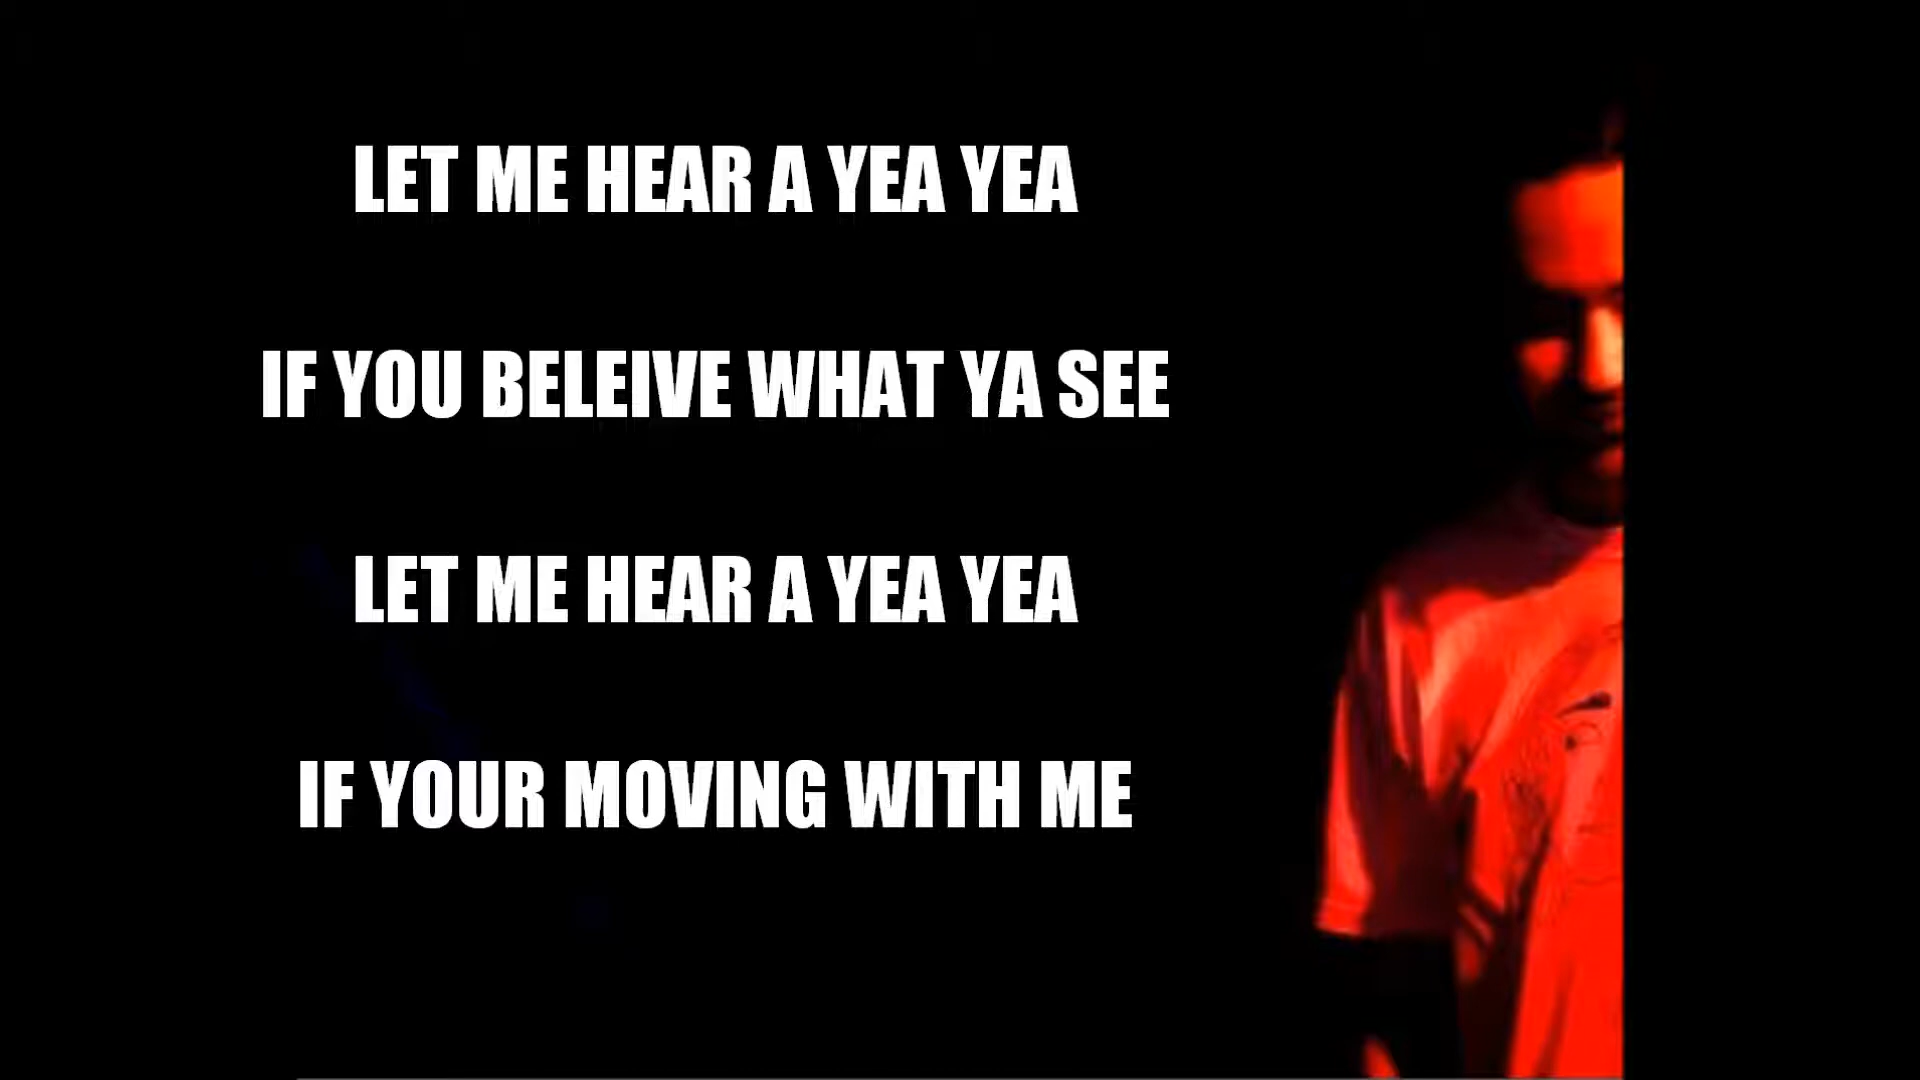 LET ME HEAR A YEA YEA
IF YOU BELEIVE WHAT YA SEE
LET ME HEAR A YEA YEA
IF YOUR MOVING WITH ME